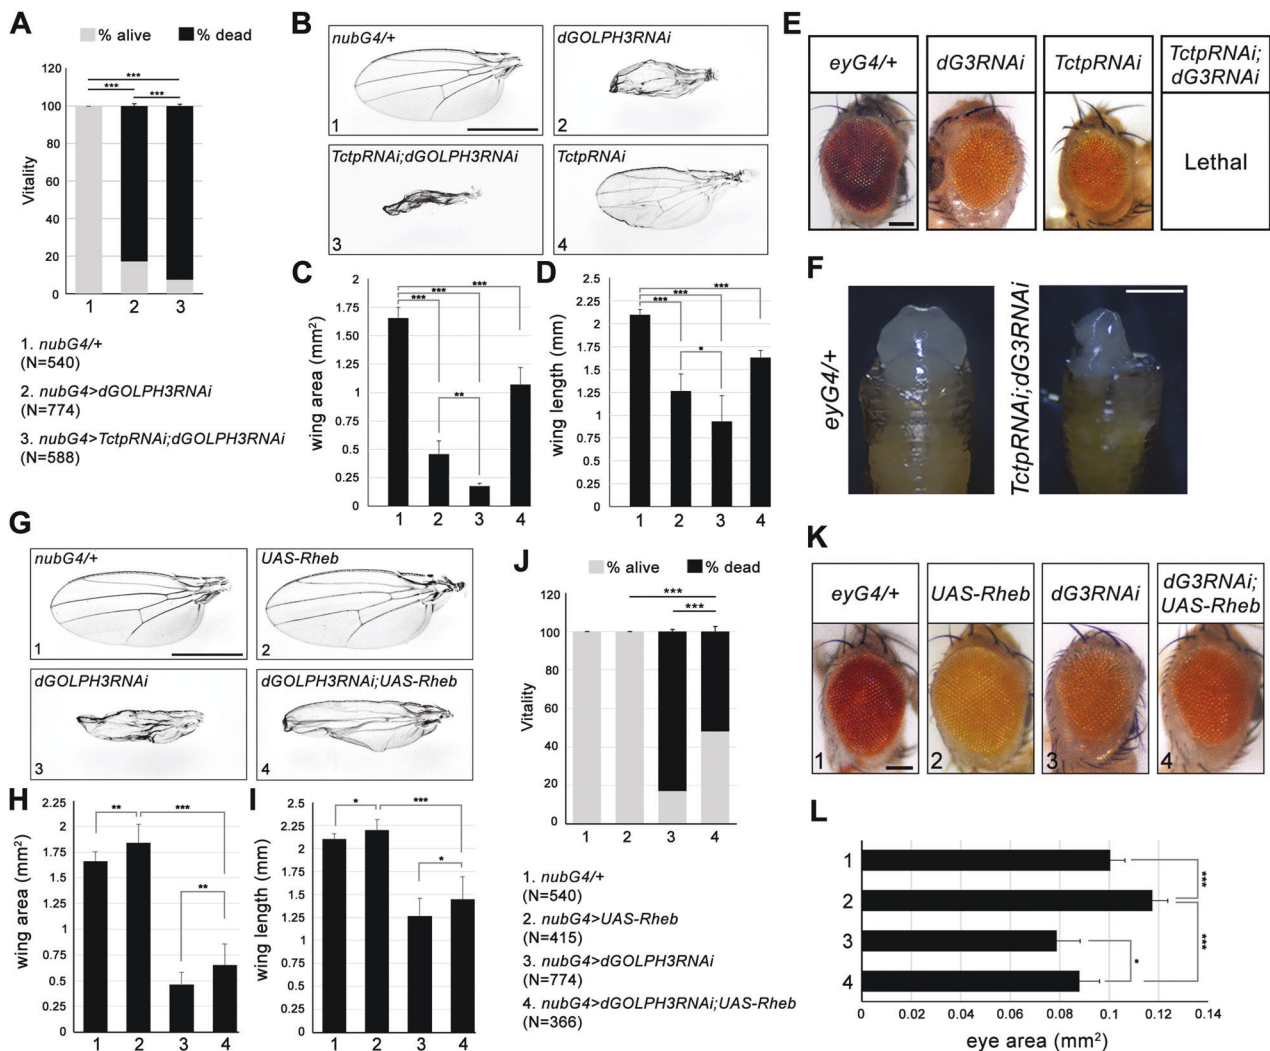 A
% alive
% dead
***
***
***
120
100
80
60
40
20
0
Vitality
1
2
3
1. nubG4/+
(N=540)
2. nubG4>dGOLPH3RNAi
(N=774)
3. nubG4>TctpRNAi;dGOLPH3RNAi
(N=588)
B
nubG4/+
1
dGOLPH3RNAi
2
TctpRNAi;dGOLPH3RNAi
3
TctpRNAi
4
C
wing area (mm²)
2
1.75
1.5
1.25
1
0.75
0.5
0.25
0
***
***
***
**
1
2
3
4
D
wing length (mm)
2.5
2.25
2
1.75
1.5
1.25
1
0.75
0.5
0.25
0
***
***
***
*
1
2
3
4
E
eyG4/+
dG3RNAi
TctpRNAi
TctpRNAi;
dG3RNAi
Lethal
F
eyG4/+
TctpRNAi;dG3RNAi
G
nubG4/+
1
UAS-Rheb
2
dGOLPH3RNAi
3
dGOLPH3RNAi;UAS-Rheb
4
H
wing area (mm²)
2.25
2
1.75
1.5
1.25
1
0.75
0.5
0.25
0
**
***
**
1
2
3
4
I
wing length (mm)
2.5
2.25
2
1.75
1.5
1.25
1
0.75
0.5
0.25
0
*
***
*
1
2
3
4
J
% alive
% dead
120
100
80
60
40
20
0
Vitality
***
***
1
2
3
4
1. nubG4/+
(N=540)
2. nubG4>UAS-Rheb
(N=415)
3. nubG4>dGOLPH3RNAi
(N=774)
4. nubG4>dGOLPH3RNAi;UAS-Rheb
(N=366)
K
eyG4/+
UAS-Rheb
dG3RNAi
dG3RNAi;
UAS-Rheb
1
2
3
4
L
1
2
3
4
***
***
*
0
0.02
0.04
0.06
0.08
0.1
0.12
0.14
eye area (mm²)